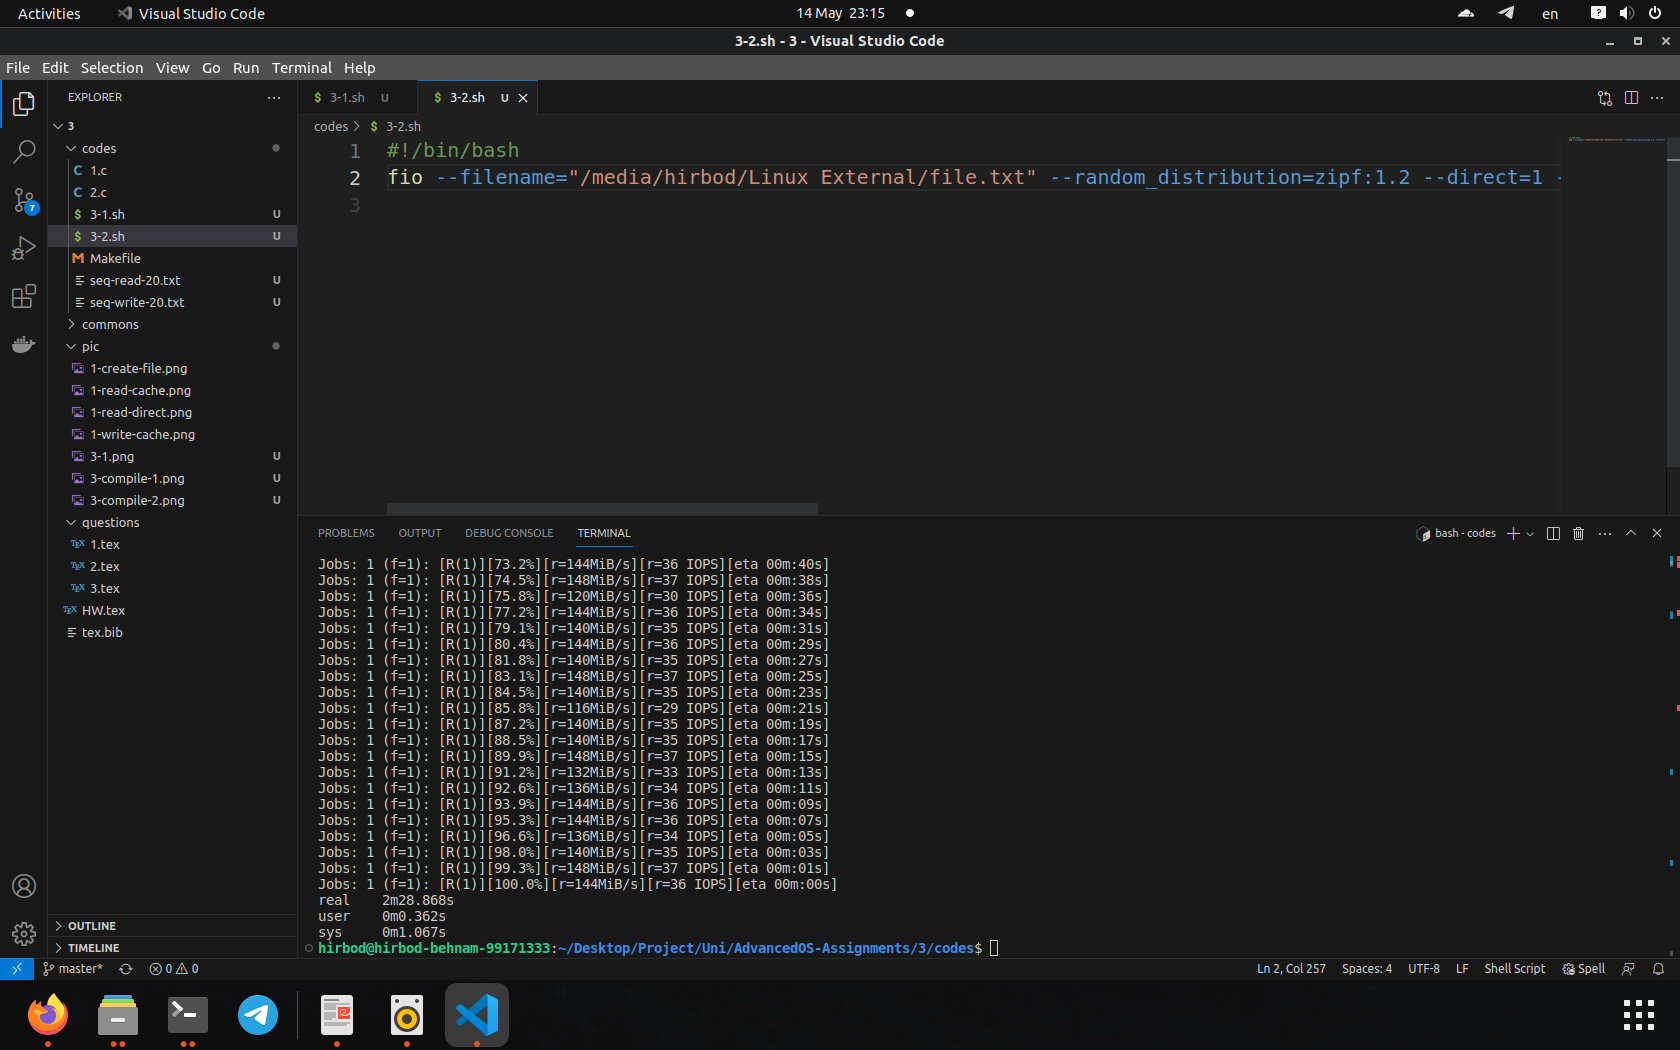 Activities
Visual Studio Code
14 May 23:15
en
3-2.sh - 3 - Visual Studio Code
File Edit Selection View Go Run Terminal Help
EXPLORER
3
codes
1.c
2.c
3-1.sh U
3-2.sh U
Makefile
seq-read-20.txt U
seq-write-20.txt U
commons
pic
1-create-file.png
1-read-cache.png
1-read-direct.png
1-write-cache.png
3-1.png U
3-compile-1.png U
3-compile-2.png U
questions
1.tex
2.tex
3.tex
HW.tex
tex.bib
OUTLINE
TIMELINE
7
$ 3-1.sh U
$ 3-2.sh U
codes > $ 3-2.sh
1 #!/bin/bash
2 fio --filename="/media/hirbod/Linux External/file.txt" --random_distribution=zipf:1.2 --direct=1 -
3
PROBLEMS OUTPUT DEBUG CONSOLE TERMINAL
bash - codes
Jobs: 1 (f=1): [R(1)][73.2%][r=144MiB/s][r=36 IOPS][eta 00m:40s]
Jobs: 1 (f=1): [R(1)][74.5%][r=148MiB/s][r=37 IOPS][eta 00m:38s]
Jobs: 1 (f=1): [R(1)][75.8%][r=120MiB/s][r=30 IOPS][eta 00m:36s]
Jobs: 1 (f=1): [R(1)][77.2%][r=144MiB/s][r=36 IOPS][eta 00m:34s]
Jobs: 1 (f=1): [R(1)][79.1%][r=140MiB/s][r=35 IOPS][eta 00m:31s]
Jobs: 1 (f=1): [R(1)][80.4%][r=144MiB/s][r=36 IOPS][eta 00m:29s]
Jobs: 1 (f=1): [R(1)][81.8%][r=140MiB/s][r=35 IOPS][eta 00m:27s]
Jobs: 1 (f=1): [R(1)][83.1%][r=148MiB/s][r=37 IOPS][eta 00m:25s]
Jobs: 1 (f=1): [R(1)][84.5%][r=140MiB/s][r=35 IOPS][eta 00m:23s]
Jobs: 1 (f=1): [R(1)][85.8%][r=116MiB/s][r=29 IOPS][eta 00m:21s]
Jobs: 1 (f=1): [R(1)][87.2%][r=140MiB/s][r=35 IOPS][eta 00m:19s]
Jobs: 1 (f=1): [R(1)][88.5%][r=140MiB/s][r=35 IOPS][eta 00m:17s]
Jobs: 1 (f=1): [R(1)][89.9%][r=148MiB/s][r=37 IOPS][eta 00m:15s]
Jobs: 1 (f=1): [R(1)][91.2%][r=132MiB/s][r=33 IOPS][eta 00m:13s]
Jobs: 1 (f=1): [R(1)][92.6%][r=136MiB/s][r=34 IOPS][eta 00m:11s]
Jobs: 1 (f=1): [R(1)][93.9%][r=144MiB/s][r=36 IOPS][eta 00m:09s]
Jobs: 1 (f=1): [R(1)][95.3%][r=144MiB/s][r=36 IOPS][eta 00m:07s]
Jobs: 1 (f=1): [R(1)][96.6%][r=136MiB/s][r=34 IOPS][eta 00m:05s]
Jobs: 1 (f=1): [R(1)][98.0%][r=140MiB/s][r=35 IOPS][eta 00m:03s]
Jobs: 1 (f=1): [R(1)][99.3%][r=148MiB/s][r=37 IOPS][eta 00m:01s]
Jobs: 1 (f=1): [R(1)][100.0%][r=144MiB/s][r=36 IOPS][eta 00m:00s]
real 2m28.868s
user 0m0.362s
sys 0m1.067s
hirbod@hirbod-behnam-99171333:~/Desktop/Project/Uni/AdvancedOS-Assignments/3/codes$
master* 0 0
Ln 2, Col 257 Spaces: 4 UTF-8 LF Shell Script Spell